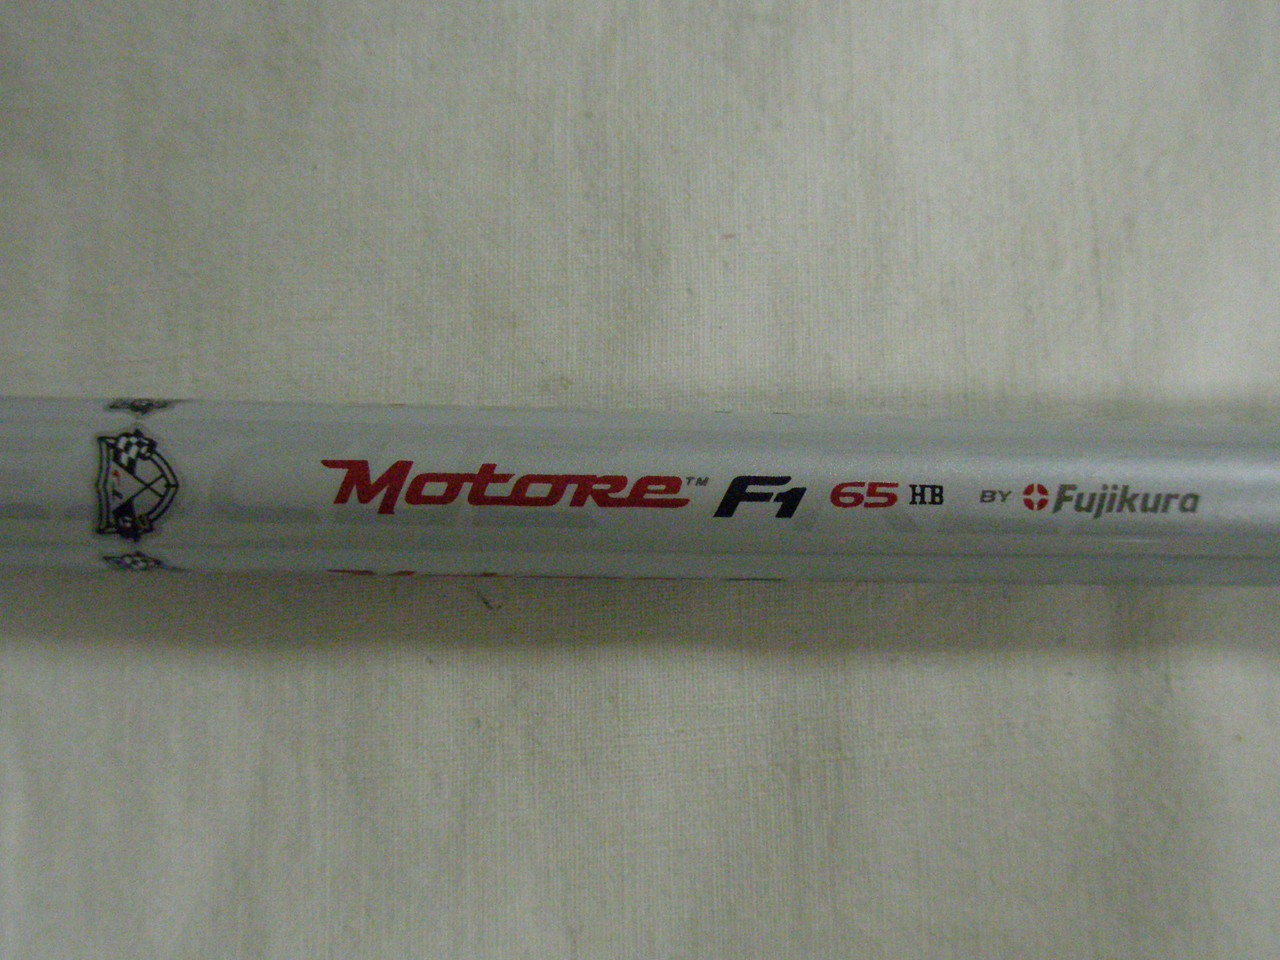 Motore™ F1 65 HB BY Fujikura